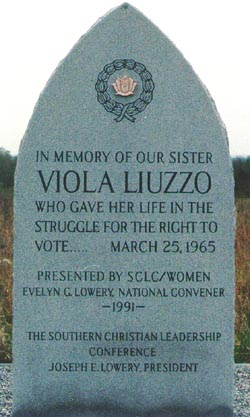 IN MEMORY OF OUR SISTER
VIOLA LIUZZO
WHO GAVE HER LIFE IN THE
STRUGGLE FOR THE RIGHT TO
VOTE..... MARCH 25, 1965
PRESENTED BY SCLC/WOMEN
EVELYN G. LOWERY, NATIONAL CONVENER
—1991—
THE SOUTHERN CHRISTIAN LEADERSHIP
CONFERENCE
JOSEPH E. LOWERY, PRESIDENT